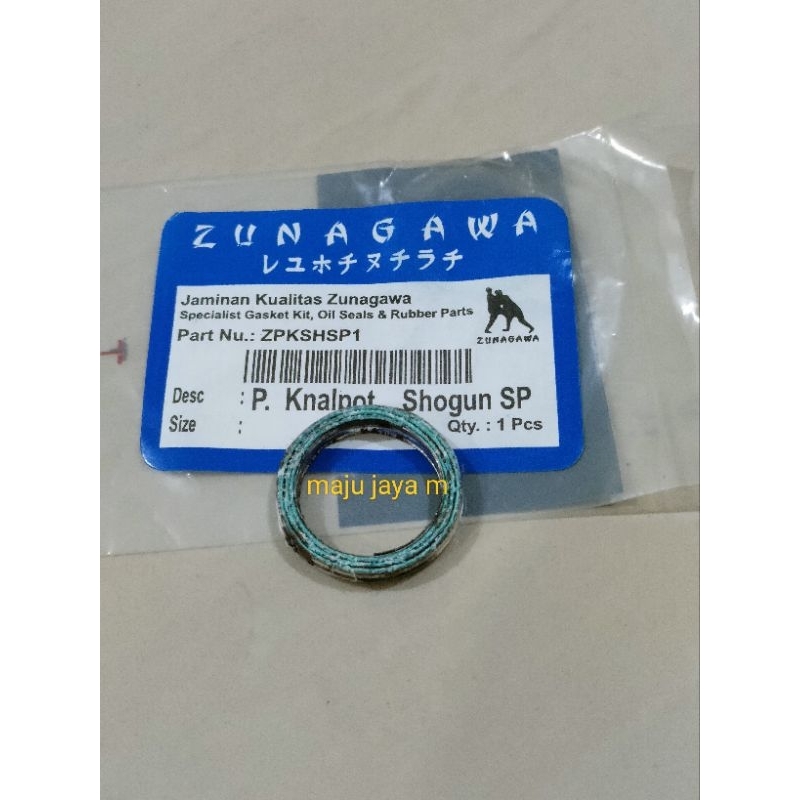 ZUNAGAWA
レユホチヌチラチ
Jaminan Kualitas Zunagawa
Specialist Gasket Kit, Oil Seals & Rubber Parts
Part Nu.: ZPKSHSP1
ZUNAGAWA
Desc : P. Knalpot Shogun SP
Size :
Qty. : 1 Pcs
maju jaya m